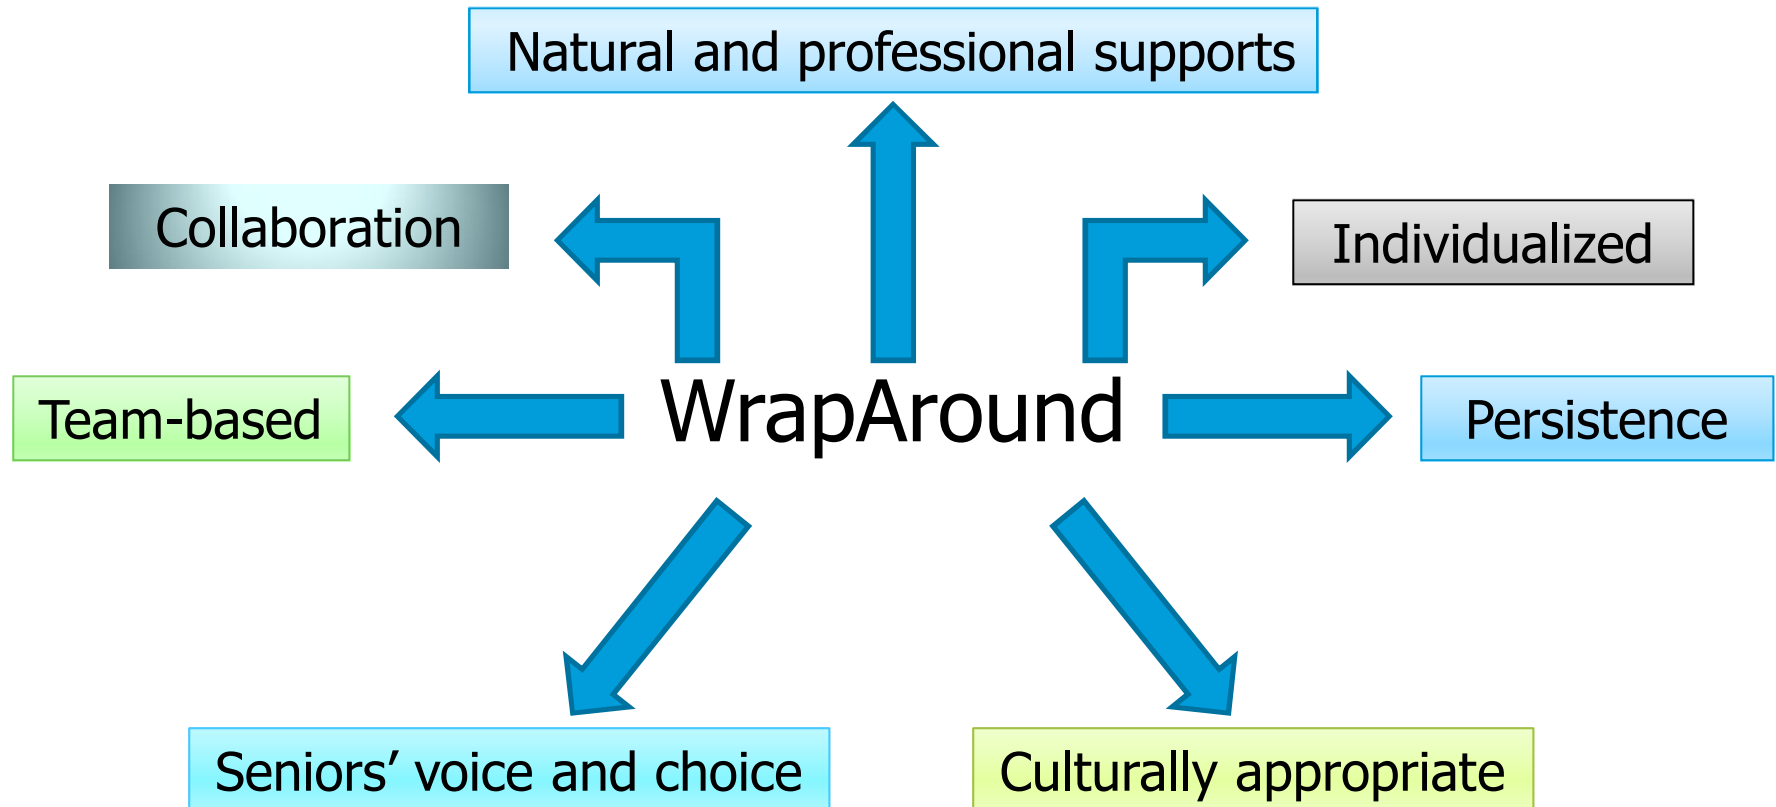 Natural and professional supports
Collaboration
Individualized
Team-based
WrapAround
Persistence
Seniors’ voice and choice
Culturally appropriate